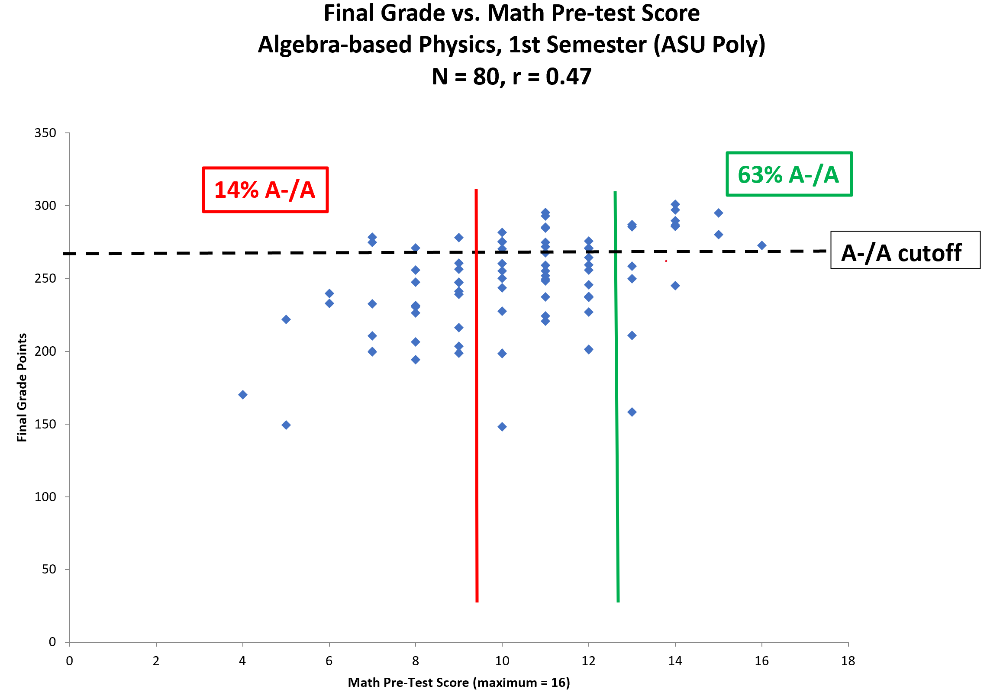 Final Grade vs. Math Pre-test Score
Algebra-based Physics, 1st Semester (ASU Poly)
N = 80, r = 0.47
350
300
250
200
150
100
50
0
Final Grade Points
14% A-/A
63% A-/A
A-/A cutoff
0 2 4 6 8 10 12 14 16 18
Math Pre-Test Score (maximum = 16)